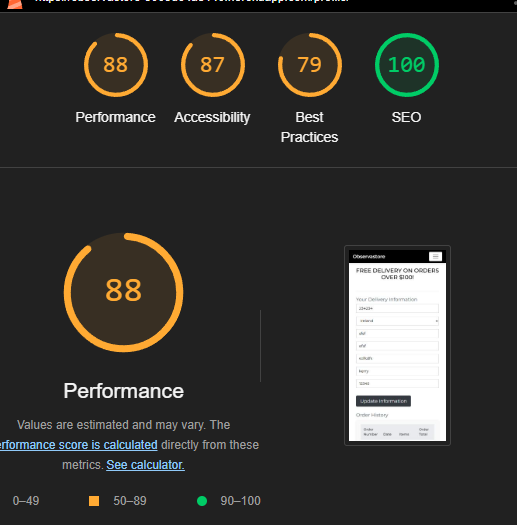 88
87
79
100
Performance
Accessibility
Best
Practices
SEO
88
Performance
Values are estimated and may vary. The
erformance score is calculated directly from these
metrics. See calculator.
0–49
50–89
90–100
Observastore
FREE DELIVERY ON ORDERS
OVER $100!
Your Delivery Information
Ireland
Kerry
Update Information
Order History
Order
Number
Date
Items
Order
Total